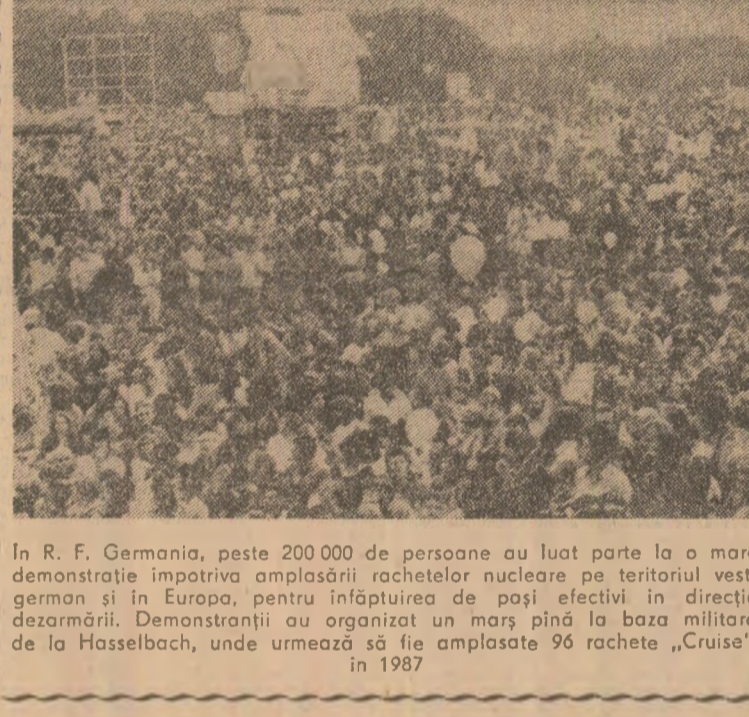 În R. F. Germania, peste 200 000 de persoane au luat parte la o mare
demonstrație împotriva amplasării rachetelor nucleare pe teritoriul vest-
german și în Europa, pentru înfăptuirea de pași efectivi in direcția
dezarmării. Demonstranții au organizat un marș pînă la baza militară
de la Hasselbach, unde urmează să fie amplasate 96 rachete „Cruise"
in 1987